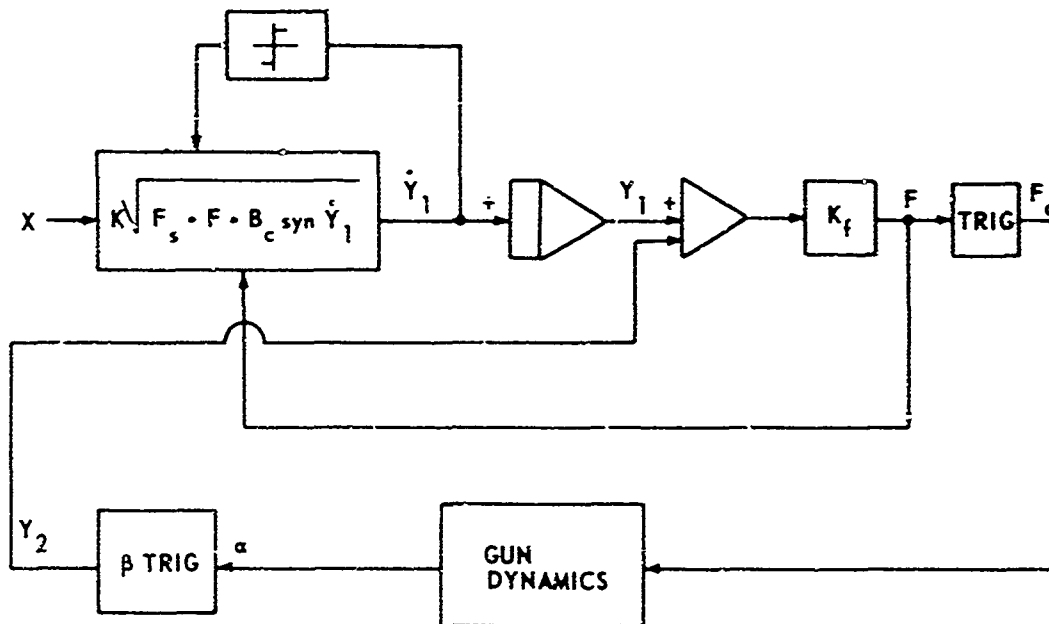 X
K√ F_s - F - B_c syn Ẏ_1
Ẏ_1
+
Y_1 +
K_f
F
TRIG
F
Y_2
β TRIG
α
GUN
DYNAMICS